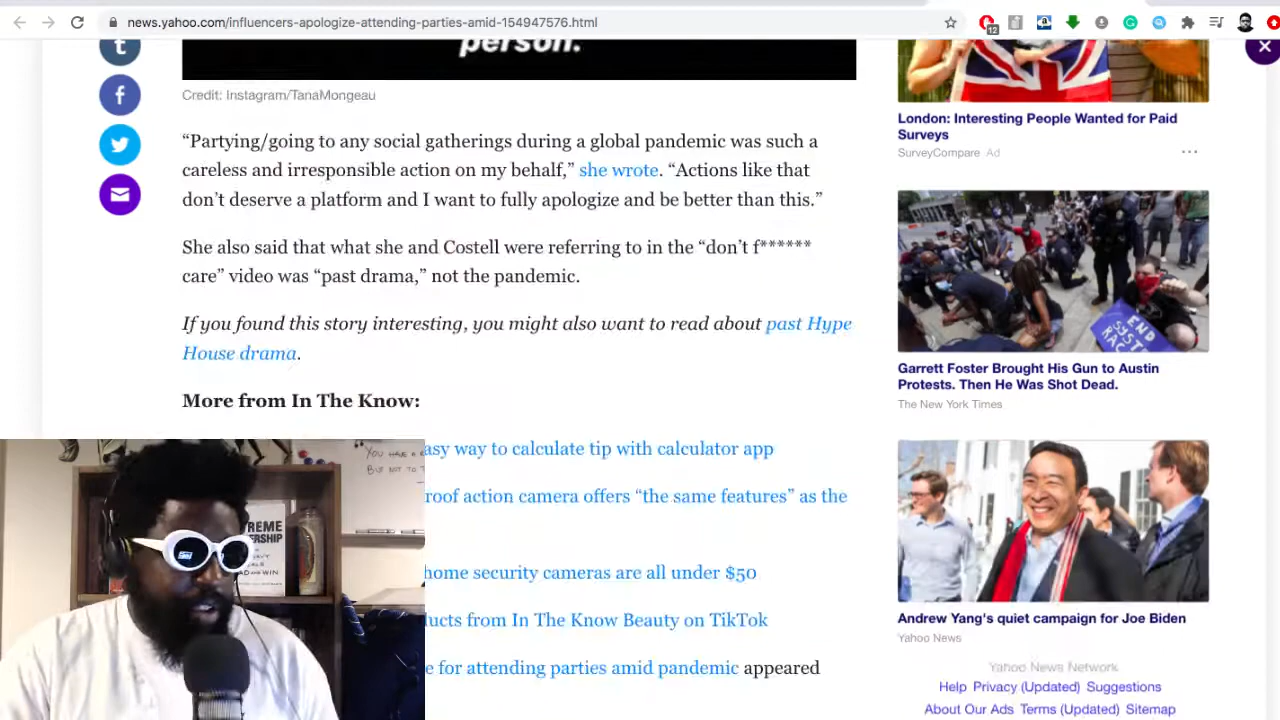 news.yahoo.com/influencers-apologize-attending-parties-amid-154947576.html
12
person.
Credit: Instagram/TanaMongeau
“Partying/going to any social gatherings during a global pandemic was such a
careless and irresponsible action on my behalf,” she wrote. “Actions like that
don’t deserve a platform and I want to fully apologize and be better than this.”
She also said that what she and Costell were referring to in the “don’t f******
care” video was “past drama,” not the pandemic.
If you found this story interesting, you might also want to read about past Hype
House drama.
More from In The Know:
asy way to calculate tip with calculator app
roof action camera offers “the same features” as the
home security cameras are all under $50
ducts from In The Know Beauty on TikTok
e for attending parties amid pandemic appeared
London: Interesting People Wanted for Paid
Surveys
SurveyCompare Ad
END
Garrett Foster Brought His Gun to Austin
Protests. Then He Was Shot Dead.
The New York Times
Andrew Yang's quiet campaign for Joe Biden
Yahoo News
Yahoo News Network
Help Privacy (Updated) Suggestions
About Our Ads Terms (Updated) Sitemap
YOU HAVE A
BUT NOT TO